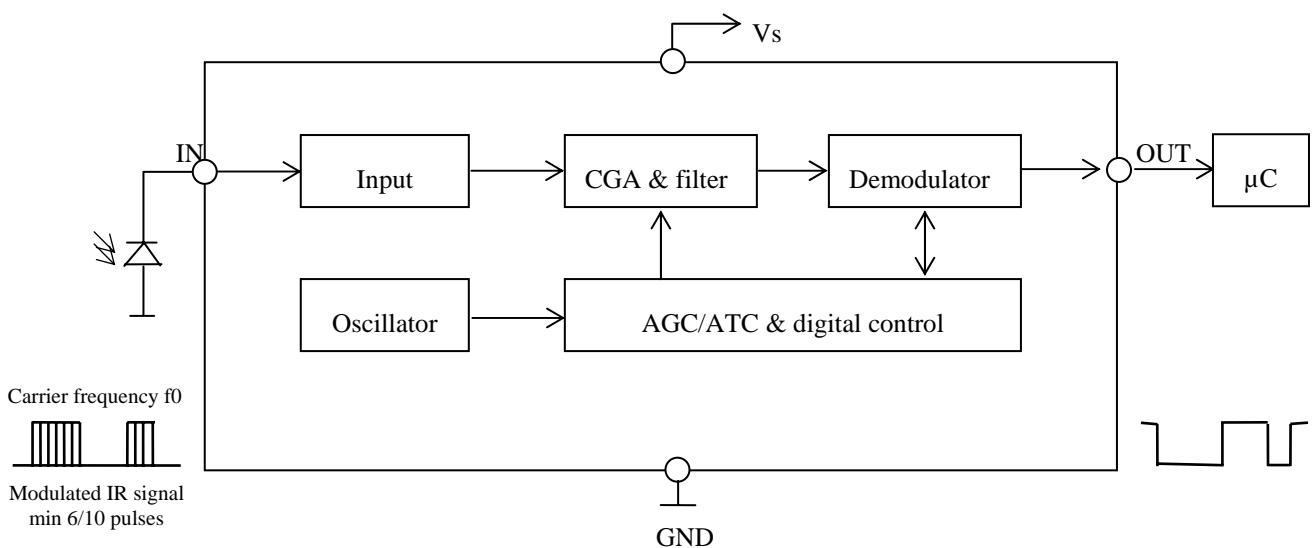 Vs
IN
Input
CGA & filter
Demodulator
OUT
µC
Oscillator
AGC/ATC & digital control
Carrier frequency f0
Modulated IR signal
min 6/10 pulses
GND